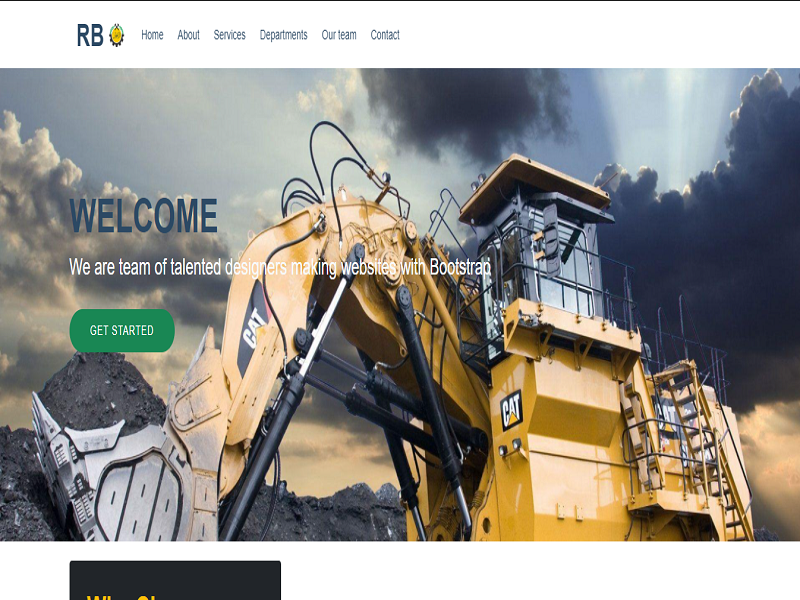 RB
Home About Services Departments Our team Contact
WELCOME
We are team of talented designers making websites with Bootstrap
GET STARTED
CAT
CAT
CAT